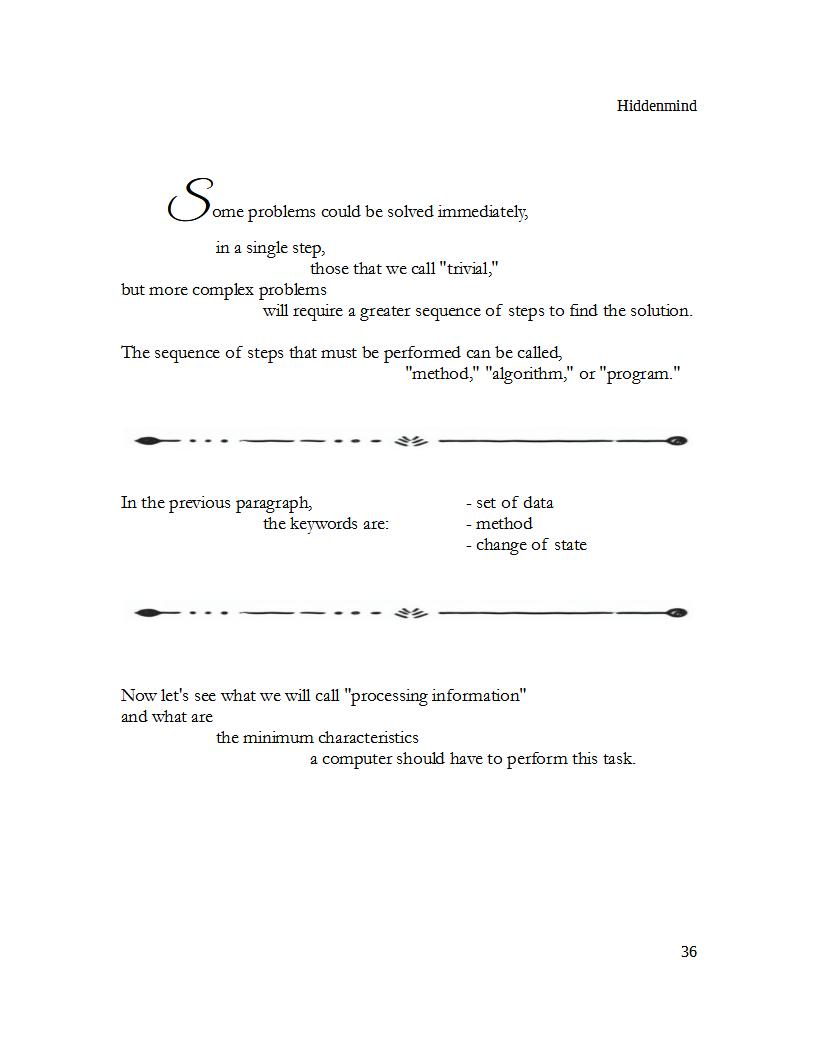 Hiddenmind
Some problems could be solved immediately,
in a single step,
those that we call "trivial,"
but more complex problems
will require a greater sequence of steps to find the solution.
The sequence of steps that must be performed can be called,
"method," "algorithm," or "program."
In the previous paragraph,
the keywords are:
- set of data
- method
- change of state
Now let's see what we will call "processing information"
and what are
the minimum characteristics
a computer should have to perform this task.
36